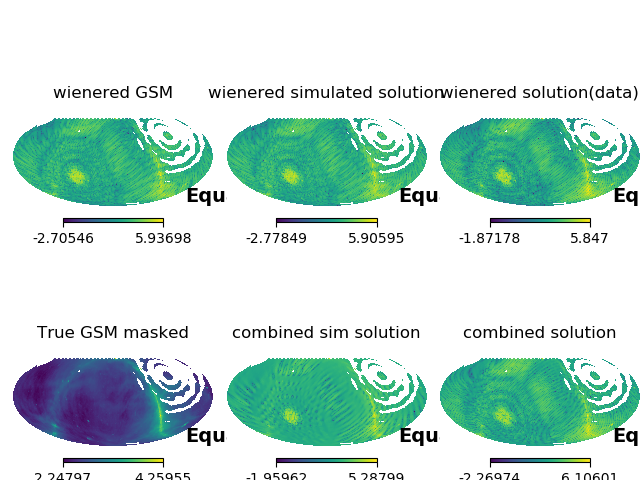 wienered GSM wienered simulated solution wienered solution(data)
Equ Equ Eq
-2.70546 5.93698 -2.77849 5.90595 -1.87178 5.847
True GSM masked combined sim solution combined solution
Equ Equ Eq
2.24797 4.25955 -1.95962 5.28799 -2.26974 6.10601